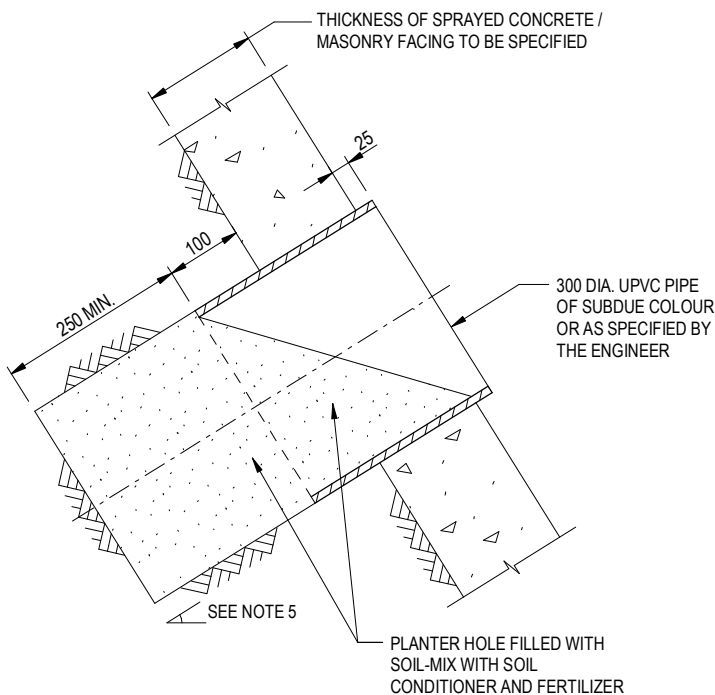 THICKNESS OF SPRAYED CONCRETE /
MASONRY FACING TO BE SPECIFIED
25
100
250 MIN.
300 DIA. UPVC PIPE
OF SUBDUE COLOUR
OR AS SPECIFIED BY
THE ENGINEER
SEE NOTE 5
PLANTER HOLE FILLED WITH
SOIL-MIX WITH SOIL
CONDITIONER AND FERTILIZER